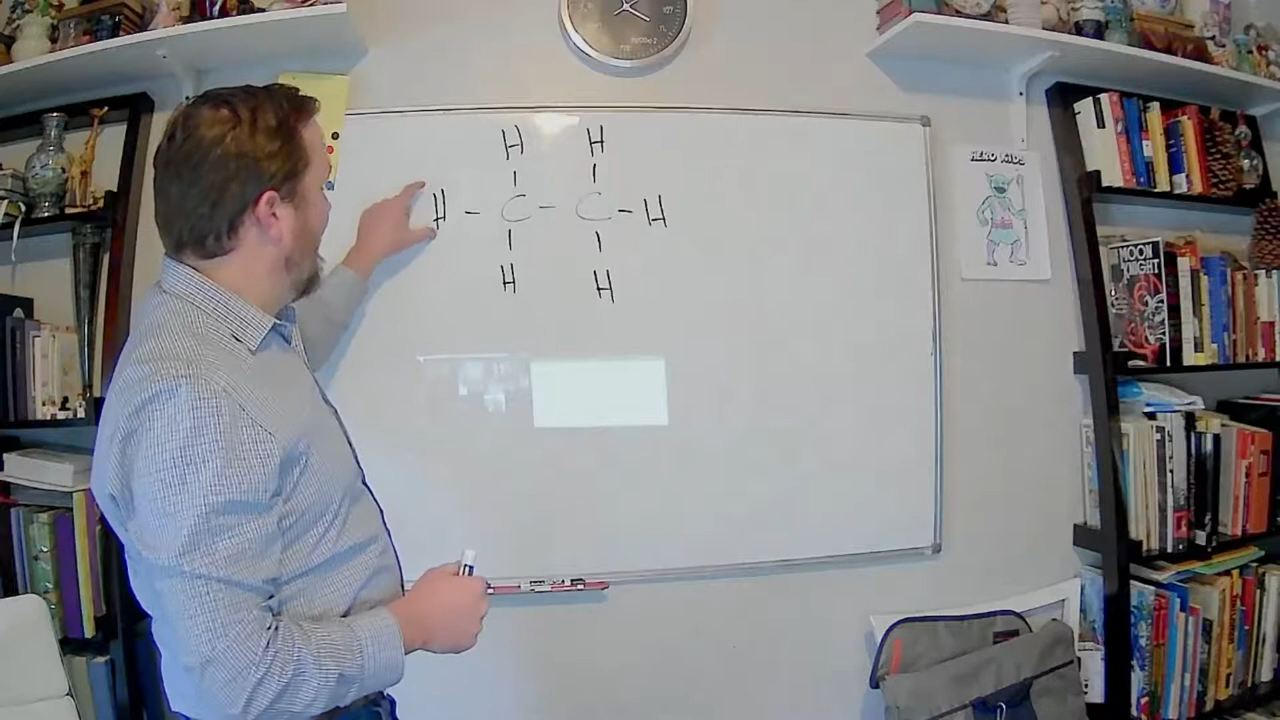 H H
H - C - C - H
H H
HERO KIDS
MOON
KNIGHT